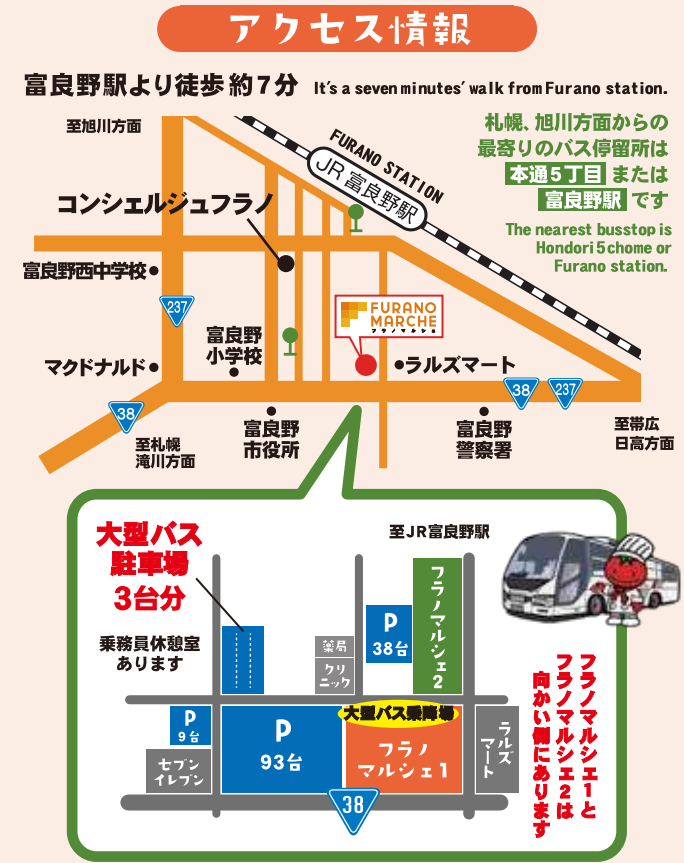 アクセス情報
富良野駅より徒歩約7分 It's a seven minutes' walk from Furano station.
至旭川方面
FURANO STATION
JR富良野駅
札幌、旭川方面からの
最寄りのバス停留所は
本通5丁目 または
富良野駅 です
The nearest busstop is
Hondori 5 chome or
Furano station.
コンシェルジュフラノ
富良野西中学校
237
FURANO
MARCHE
フラノマルシェ
富良野
小学校
マクドナルド
ラルズマート
38
237
38
至札幌
滝川方面
富良野
市役所
富良野
警察署
至帯広
日高方面
大型バス
駐車場
3台分
乗務員休憩室
あります
至JR富良野駅
フラノマルシェ2
P
38台
薬局
クリ
ニック
大型バス乗降場
P
9台
セブン
イレブン
P
93台
フラノ
マルシェ1
ラルズ
マート
38
フラノマルシェ1と
フラノマルシェ2は
向かい側にあります